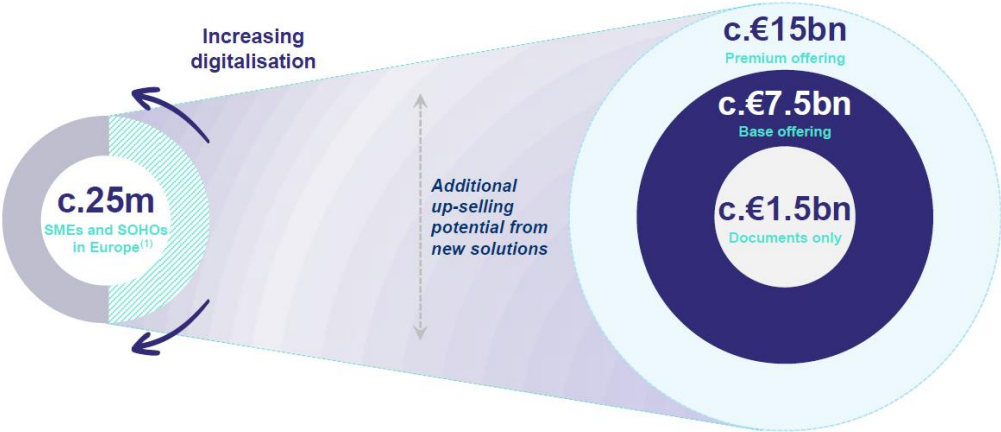 Increasing
digitalisation
c.25m
SMEs and SOHOs
in Europe(1)
Additional
up-selling
potential from
new solutions
c.€15bn
Premium offering
c.€7.5bn
Base offering
c.€1.5bn
Documents only